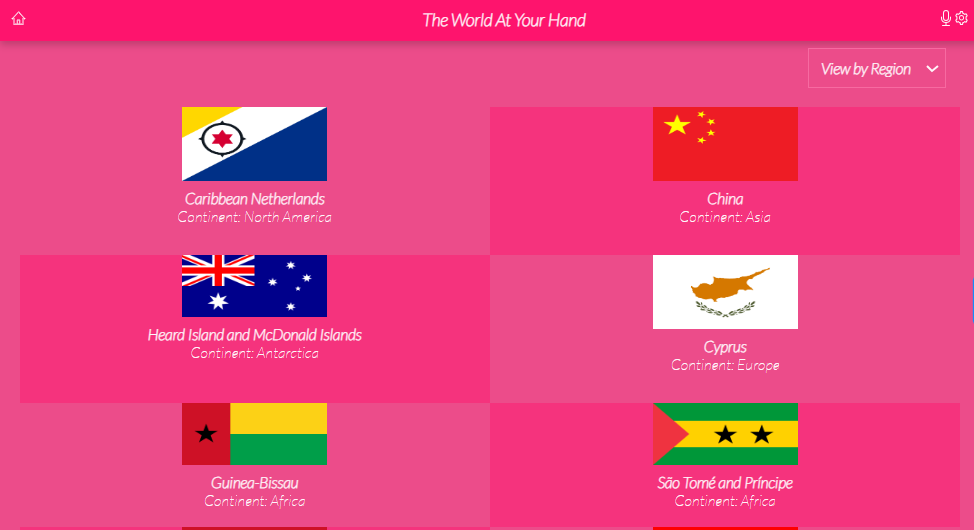 The World At Your Hand
View by Region
Caribbean Netherlands
Continent: North America
China
Continent: Asia
Heard Island and McDonald Islands
Continent: Antarctica
Cyprus
Continent: Europe
Guinea-Bissau
Continent: Africa
São Tomé and Príncipe
Continent: Africa